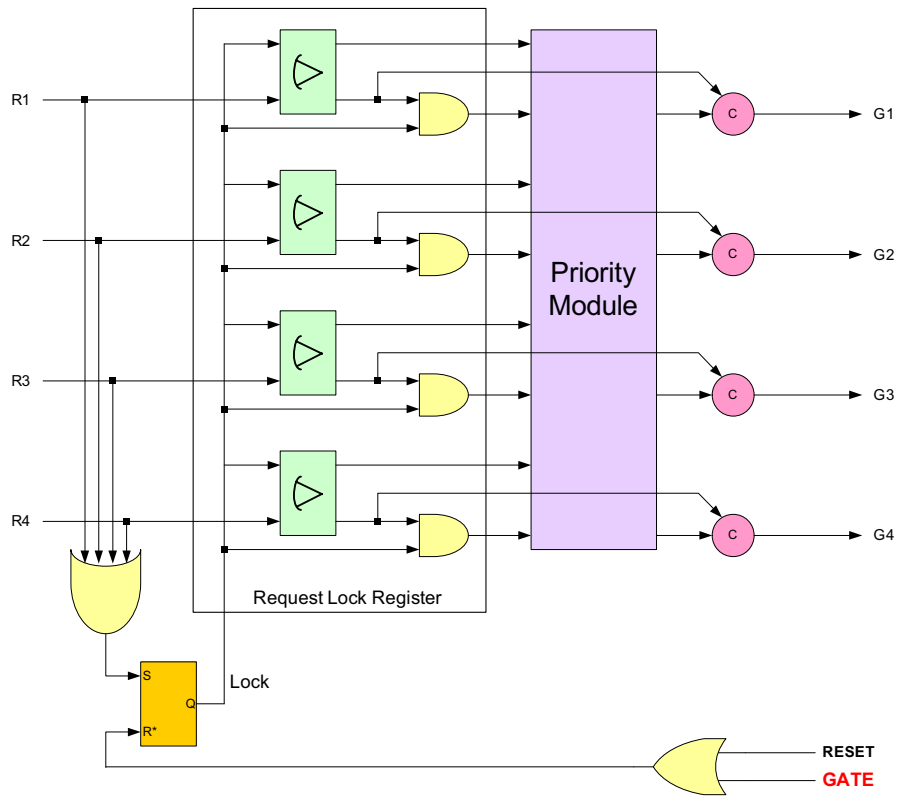 R1
C
G1
R2
C
G2
Priority
Module
R3
C
G3
R4
C
G4
Request Lock Register
S
Lock
Q
R*
RESET
GATE